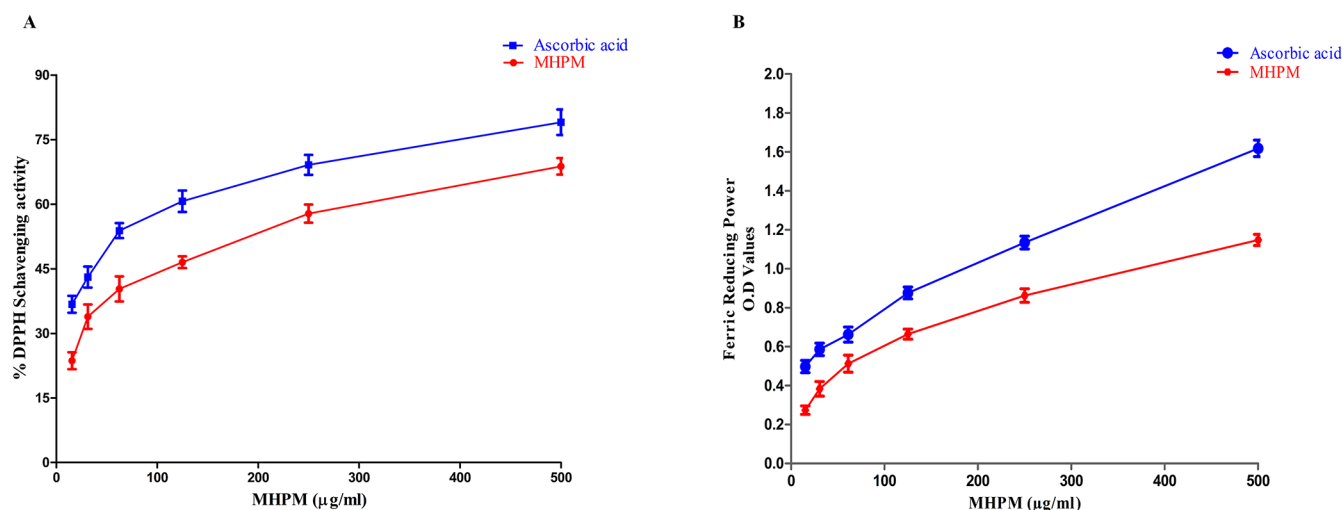 A
Ascorbic acid
MHPM
% DPPH Schavenging activity
90
75
60
45
30
15
0
0 100 200 300 400 500
MHPM (μg/ml)
B
Ascorbic acid
MHPM
Ferric Reducing Power
O.D Values
2.0
1.8
1.6
1.4
1.2
1.0
0.8
0.6
0.4
0.2
0.0
0 100 200 300 400 500
MHPM (μg/ml)